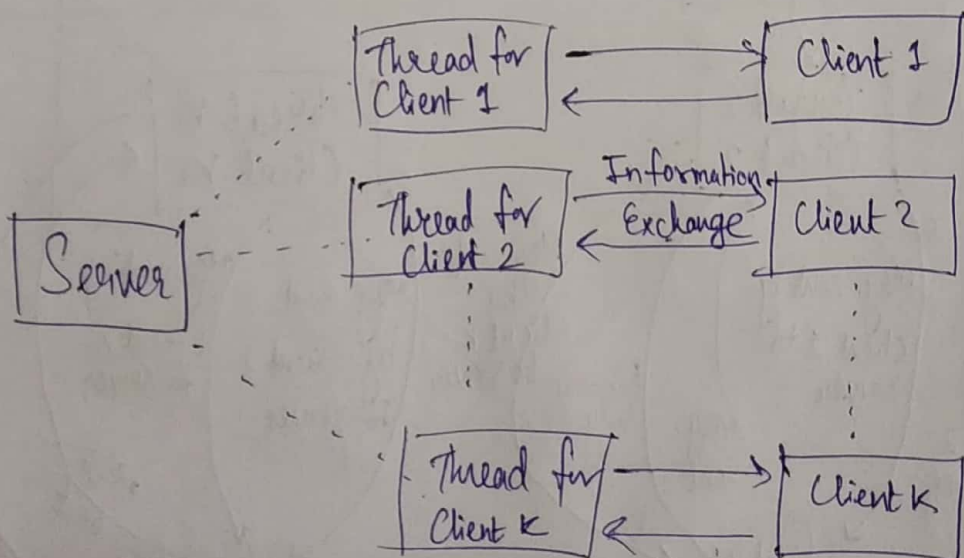 Thread for
Client 1
Client 1
Information
Thread for
Client 2
Exchange
Client 2
Server
Thread for
Client K
Client K